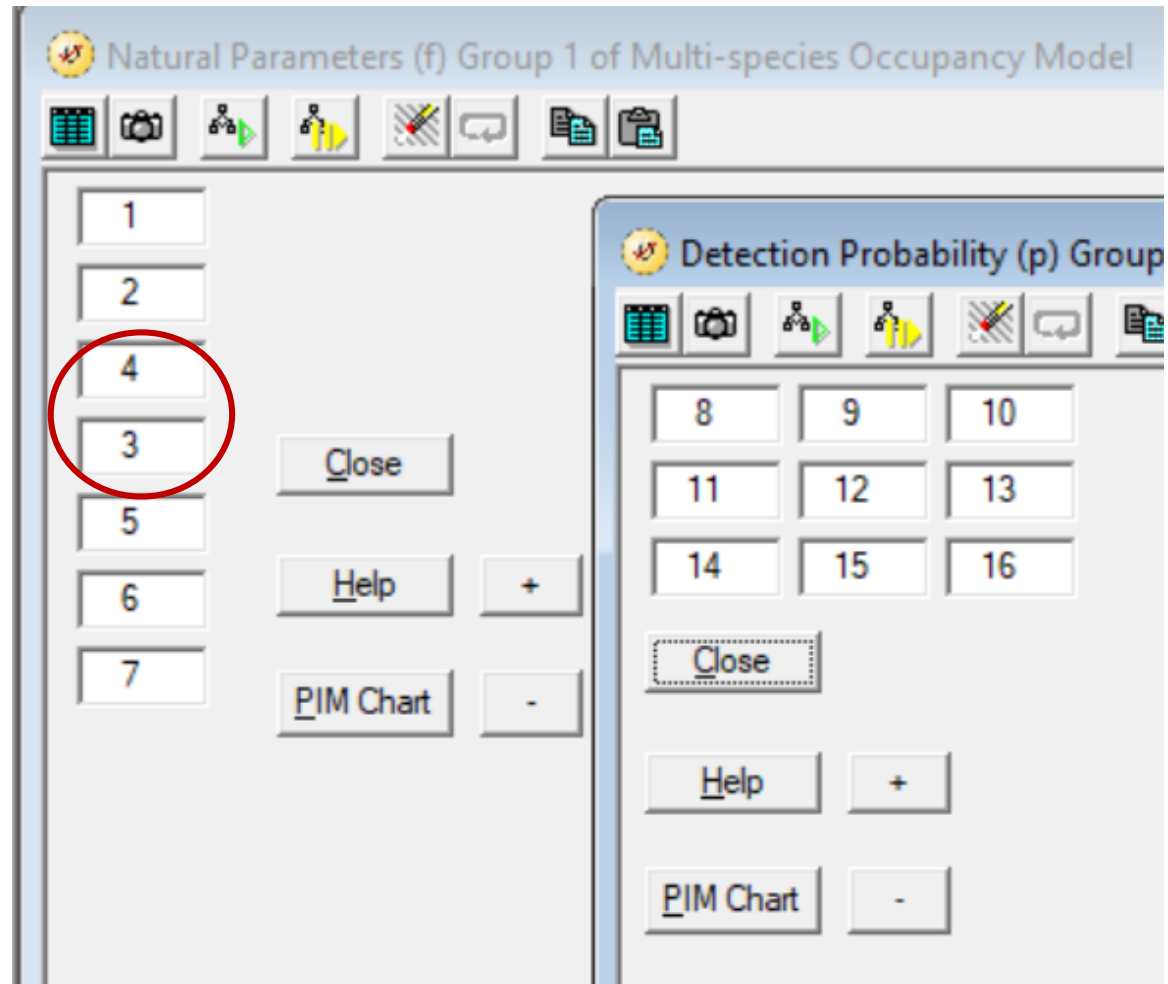 Natural Parameters (f) Group 1 of Multi-species Occupancy Model
1
2
4
3
5
6
7
Close
Help +
PIM Chart -
Detection Probability (p) Group
8 9 10
11 12 13
14 15 16
Close
Help +
PIM Chart -